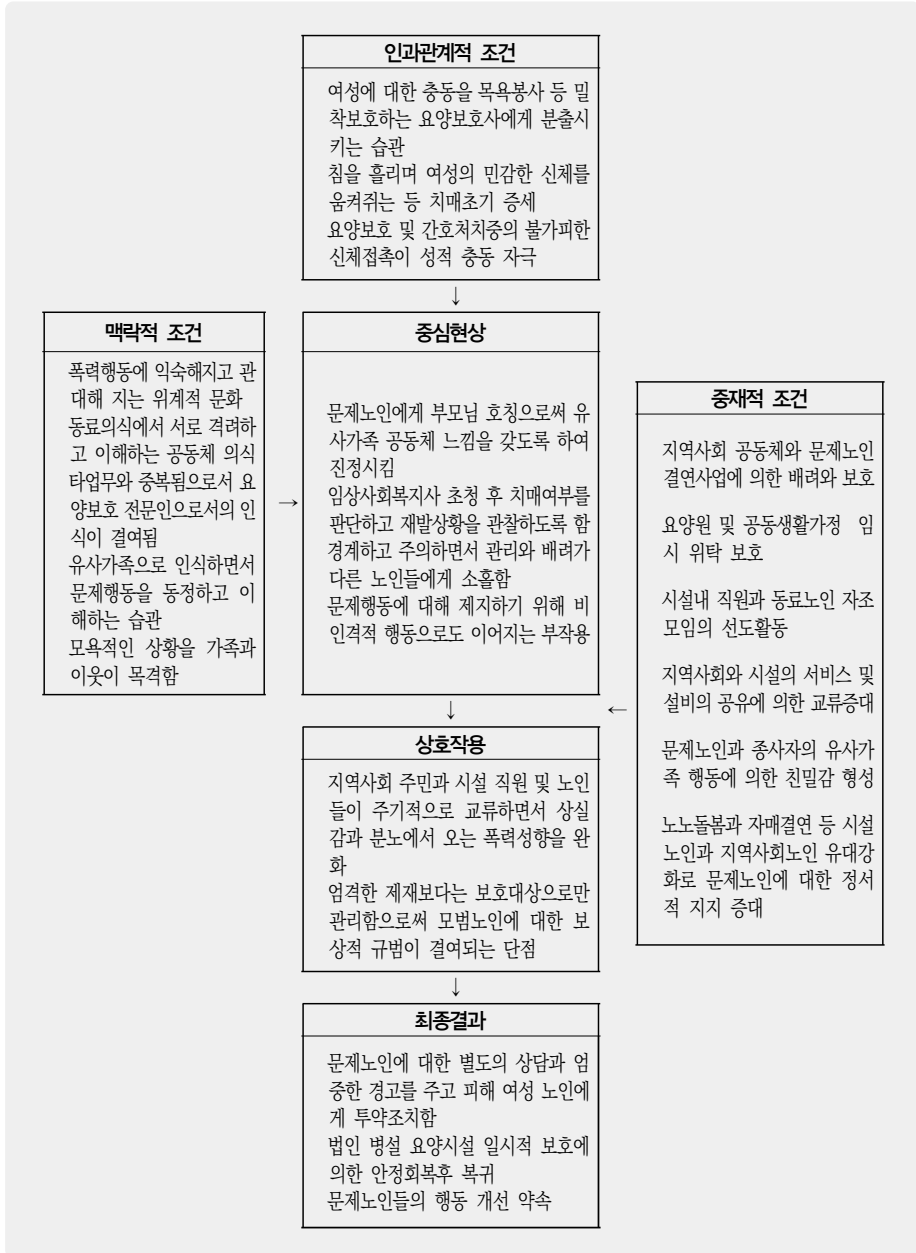 인과관계적 조건
여성에 대한 충동을 목욕봉사 등 밀
착보호하는 요양보호사에게 분출시
키는 습관
침을 흘리며 여성의 민감한 신체를
움켜쥐는 등 치매초기 증세
요양보호 및 간호처치중의 불가피한
신체접촉이 성적 충동 자극
↓
맥락적 조건
폭력행동에 익숙해지고 관
대해 지는 위계적 문화
동료의식에서 서로 격려하
고 이해하는 공동체 의식
타업무와 중복됨으로서 요
양보호 전문인으로서의 인
식이 결여됨
유사가족으로 인식하면서
문제행동을 동정하고 이
해하는 습관
모욕적인 상황을 가족과
이웃이 목격함
→
중심현상
문제노인에게 부모님 호칭으로써 유
사가족 공동체 느낌을 갖도록 하여
진정시킴
임상사회복지사 초청 후 치매여부를
판단하고 재발상황을 관찰하도록 함
경계하고 주의하면서 관리와 배려가
다른 노인들에게 소홀함
문제행동에 대해 제지하기 위해 비
인격적 행동으로도 이어지는 부작용
중재적 조건
지역사회 공동체와 문제노인
결연사업에 의한 배려와 보호
요양원 및 공동생활가정 임
시 위탁 보호
시설내 직원과 동료노인 자조
모임의 선도활동
지역사회와 시설의 서비스 및
설비의 공유에 의한 교류증대
문제노인과 종사자의 유사가
족 행동에 의한 친밀감 형성
노노돌봄과 자매결연 등 시설
노인과 지역사회노인 유대강
화로 문제노인에 대한 정서
적 지지 증대
↓
←
상호작용
지역사회 주민과 시설 직원 및 노인
들이 주기적으로 교류하면서 상실
감과 분노에서 오는 폭력성향을 완
화
엄격한 제재보다는 보호대상으로만
관리함으로써 모범노인에 대한 보
상적 규범이 결여되는 단점
↓
최종결과
문제노인에 대한 별도의 상담과 엄
중한 경고를 주고 피해 여성 노인에
게 투약조치함
법인 병설 요양시설 일시적 보호에
의한 안정회복후 복귀
문제노인들의 행동 개선 약속